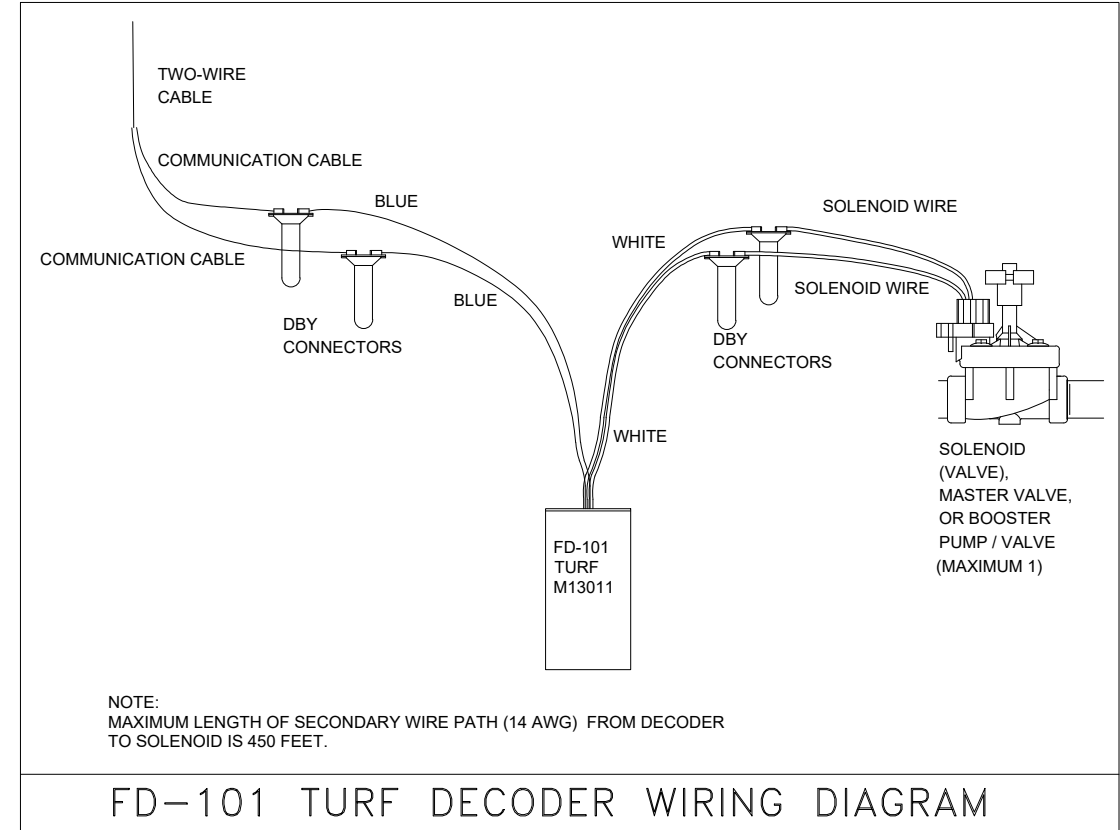 TWO-WIRE
CABLE
COMMUNICATION CABLE
BLUE
SOLENOID WIRE
WHITE
COMMUNICATION CABLE
BLUE
SOLENOID WIRE
DBY
CONNECTORS
DBY
CONNECTORS
WHITE
SOLENOID
(VALVE),
MASTER VALVE,
OR BOOSTER
PUMP / VALVE
(MAXIMUM 1)
FD-101
TURF
M13011
NOTE:
MAXIMUM LENGTH OF SECONDARY WIRE PATH (14 AWG) FROM DECODER
TO SOLENOID IS 450 FEET.
FD-101 TURF DECODER WIRING DIAGRAM